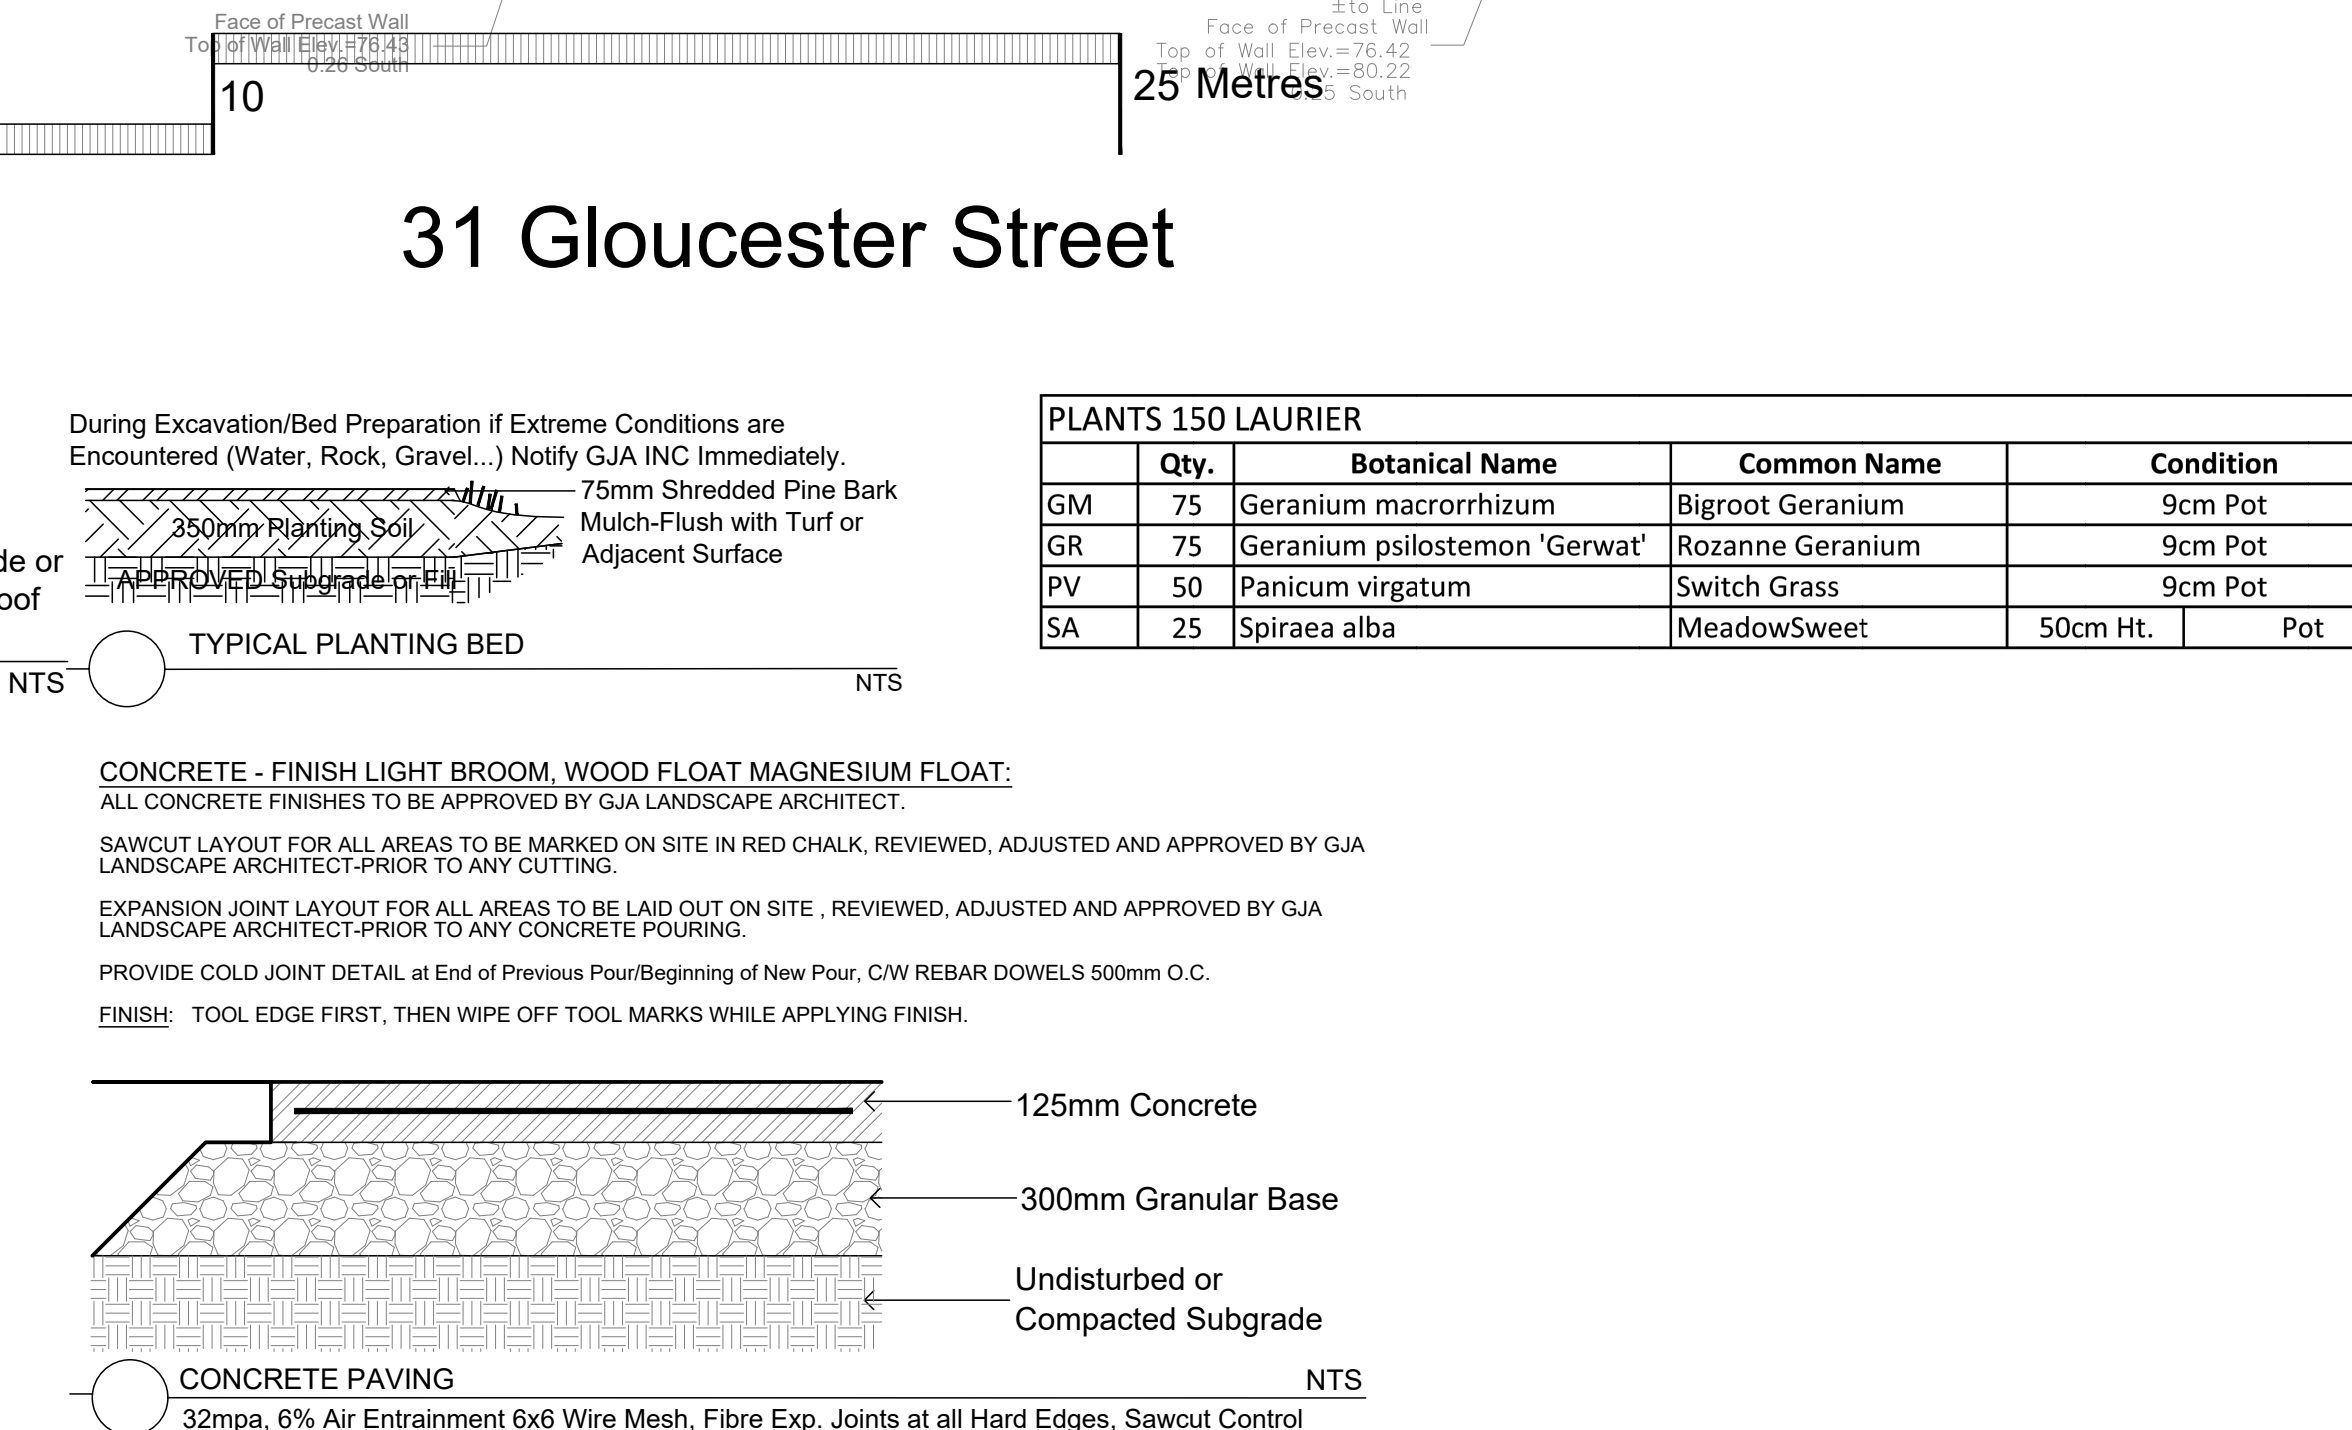 Face of Precast Wall
Top of Wall Elev.=76.43
0.26 South
±to Line
Face of Precast Wall
Top of Wall Elev.=76.42
Top of Wall Elev.=80.22
0.25 South
10
25 Metres
31 Gloucester Street
During Excavation/Bed Preparation if Extreme Conditions are
Encountered (Water, Rock, Gravel...) Notify GJA INC Immediately.
75mm Shredded Pine Bark
Mulch-Flush with Turf or
Adjacent Surface
350mm Planting Soil
APPROVED Subgrade or Fill
TYPICAL PLANTING BED
NTS
NTS
PLANTS 150 LAURIER
Qty. Botanical Name Common Name Condition
GM 75 Geranium macrorrhizum Bigroot Geranium 9cm Pot
GR 75 Geranium psilostemon 'Gerwat' Rozanne Geranium 9cm Pot
PV 50 Panicum virgatum Switch Grass 9cm Pot
SA 25 Spiraea alba MeadowSweet 50cm Ht. Pot
CONCRETE - FINISH LIGHT BROOM, WOOD FLOAT MAGNESIUM FLOAT:
ALL CONCRETE FINISHES TO BE APPROVED BY GJA LANDSCAPE ARCHITECT.
SAWCUT LAYOUT FOR ALL AREAS TO BE MARKED ON SITE IN RED CHALK, REVIEWED, ADJUSTED AND APPROVED BY GJA
LANDSCAPE ARCHITECT-PRIOR TO ANY CUTTING.
EXPANSION JOINT LAYOUT FOR ALL AREAS TO BE LAID OUT ON SITE , REVIEWED, ADJUSTED AND APPROVED BY GJA
LANDSCAPE ARCHITECT-PRIOR TO ANY CONCRETE POURING.
PROVIDE COLD JOINT DETAIL at End of Previous Pour/Beginning of New Pour, C/W REBAR DOWELS 500mm O.C.
FINISH: TOOL EDGE FIRST, THEN WIPE OFF TOOL MARKS WHILE APPLYING FINISH.
125mm Concrete
300mm Granular Base
Undisturbed or
Compacted Subgrade
CONCRETE PAVING
NTS
32mpa, 6% Air Entrainment 6x6 Wire Mesh, Fibre Exp. Joints at all Hard Edges, Sawcut Control